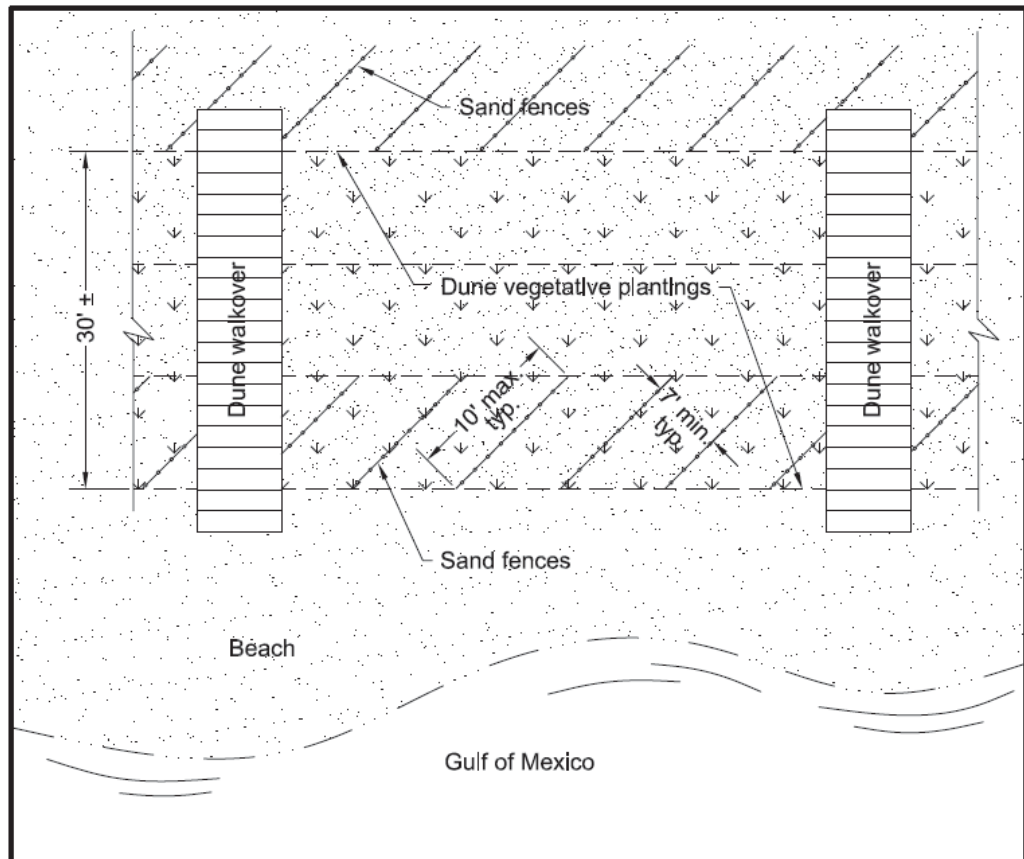 Sand fences
30' ±
Dune walkover
Dune vegetative plantings
Dune walkover
10' max
typ.
7' min.
typ.
Sand fences
Beach
Gulf of Mexico